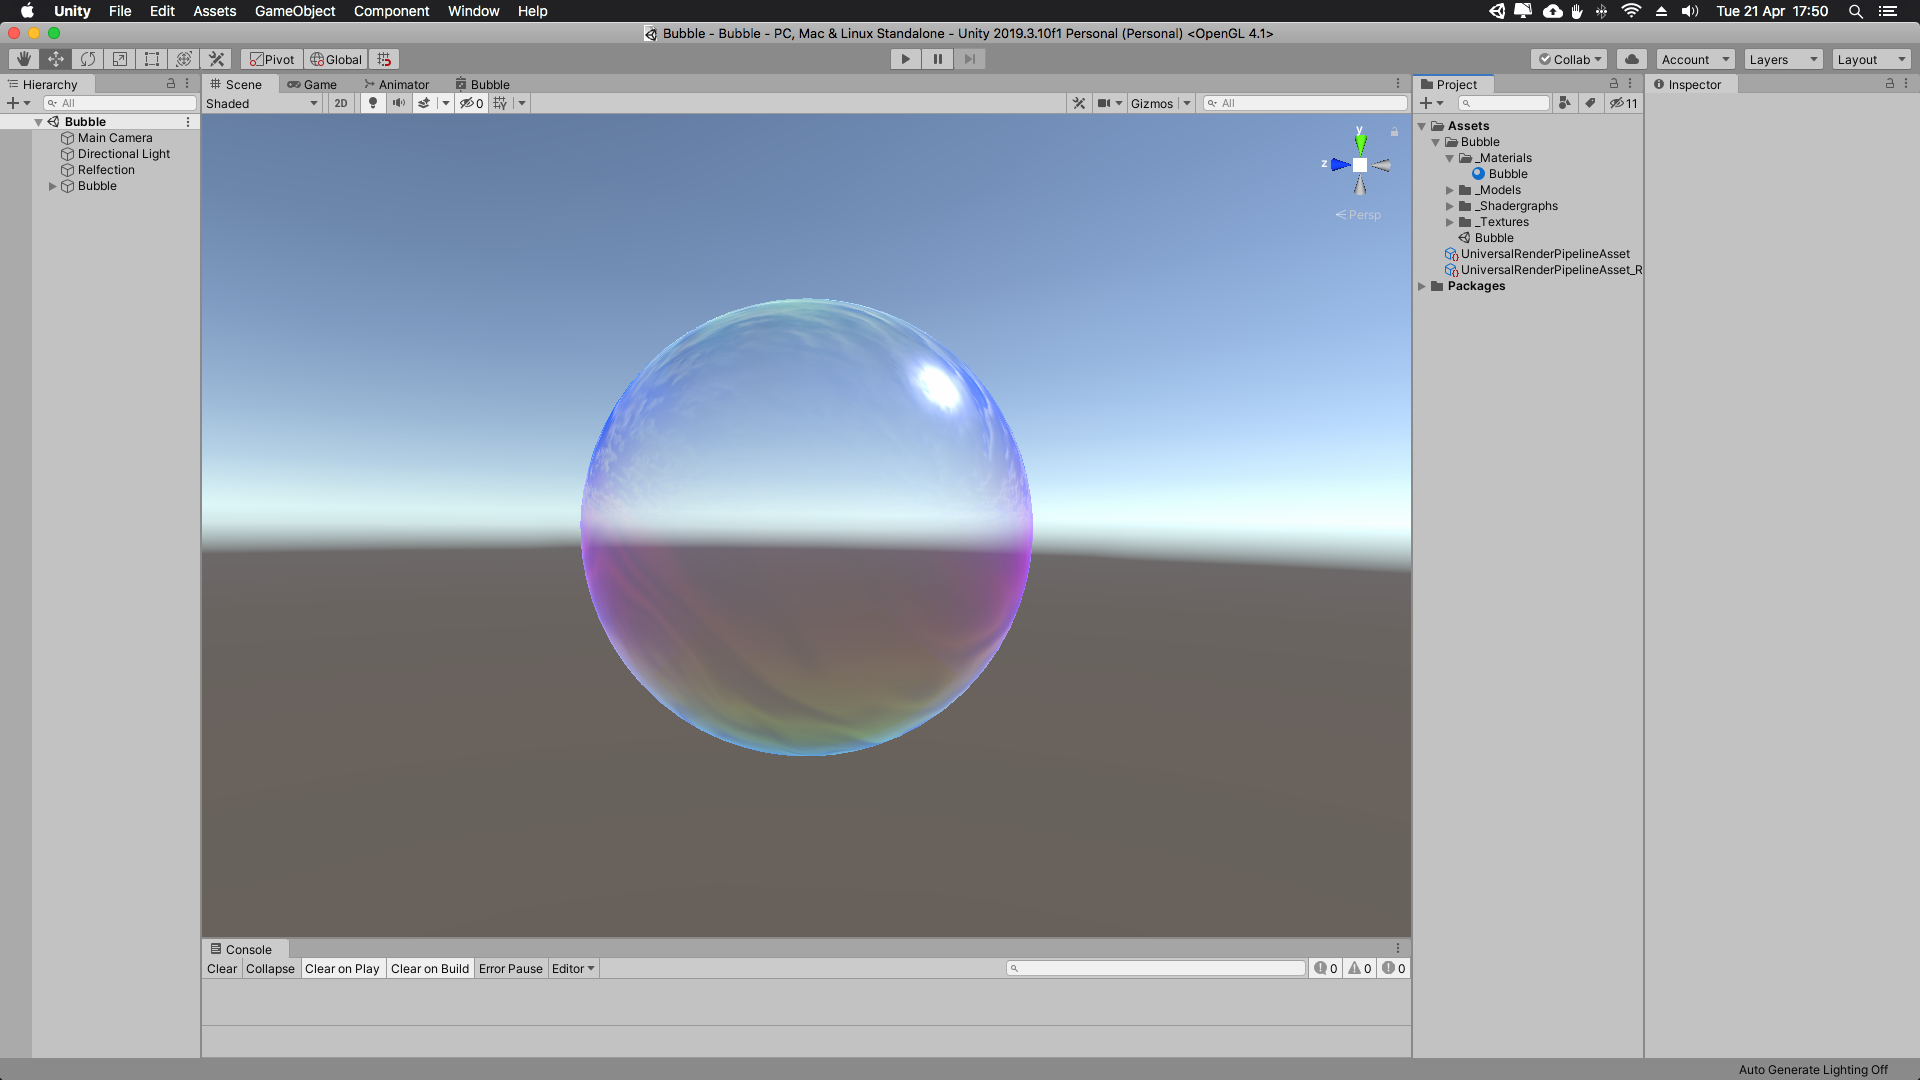 Unity File Edit Assets GameObject Component Window Help Tue 21 Apr 17:50
Bubble - Bubble - PC, Mac & Linux Standalone - Unity 2019.3.10f1 Personal (Personal) <OpenGL 4.1>
Pivot Global Collab Account Layers Layout
Hierarchy
All
Bubble
Main Camera
Directional Light
Relfection
Bubble
Scene Game Animator Bubble
Shaded 2D 0 Gizmos All
y
z
Persp
Console
Clear Collapse Clear on Play Clear on Build Error Pause Editor 0 0 0
Project
11
Assets
Bubble
_Materials
Bubble
_Models
_Shadergraphs
_Textures
Bubble
UniversalRenderPipelineAsset
UniversalRenderPipelineAsset_R
Packages
Inspector
Auto Generate Lighting Off